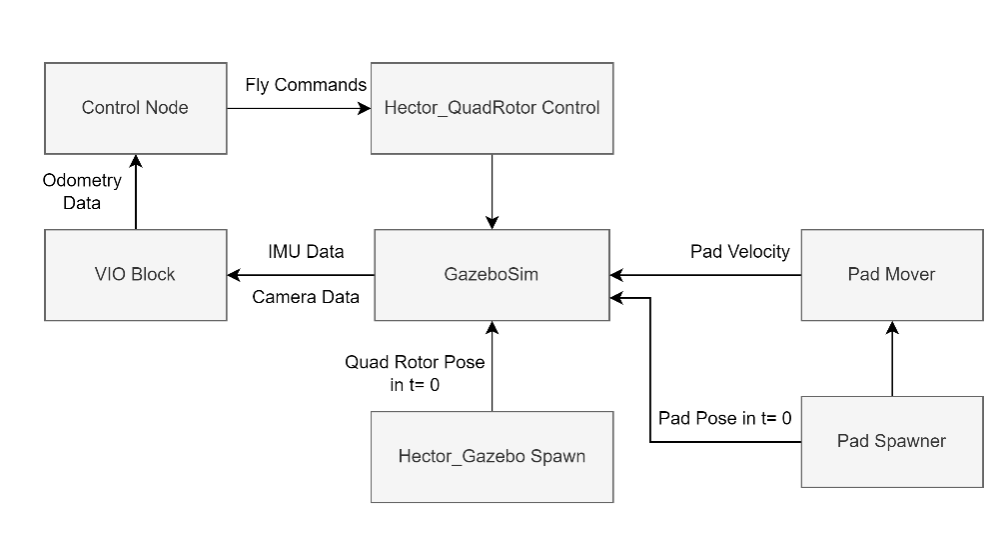 Fly Commands
Control Node
Hector_QuadRotor Control
Odometry
Data
IMU Data
Pad Velocity
VIO Block
GazeboSim
Pad Mover
Camera Data
Quad Rotor Pose
in t= 0
Pad Pose in t= 0
Pad Spawner
Hector_Gazebo Spawn